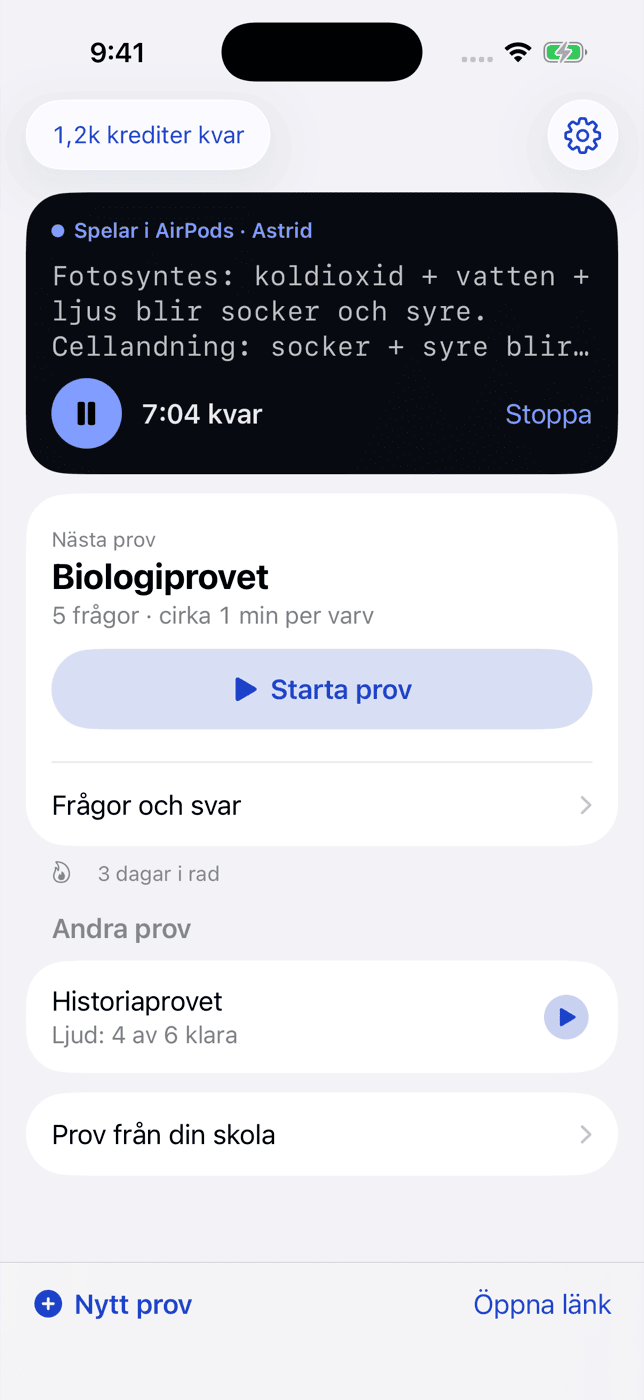 9:41
1,2k krediter kvar
Spelar i AirPods · Astrid
Fotosyntes: koldioxid + vatten +
ljus blir socker och syre.
Cellandning: socker + syre blir…
7:04 kvar
Stoppa
Nästa prov
Biologiprovet
5 frågor · cirka 1 min per varv
Starta prov
Frågor och svar
3 dagar i rad
Andra prov
Historiaprovet
Ljud: 4 av 6 klara
Prov från din skola
Nytt prov
Öppna länk